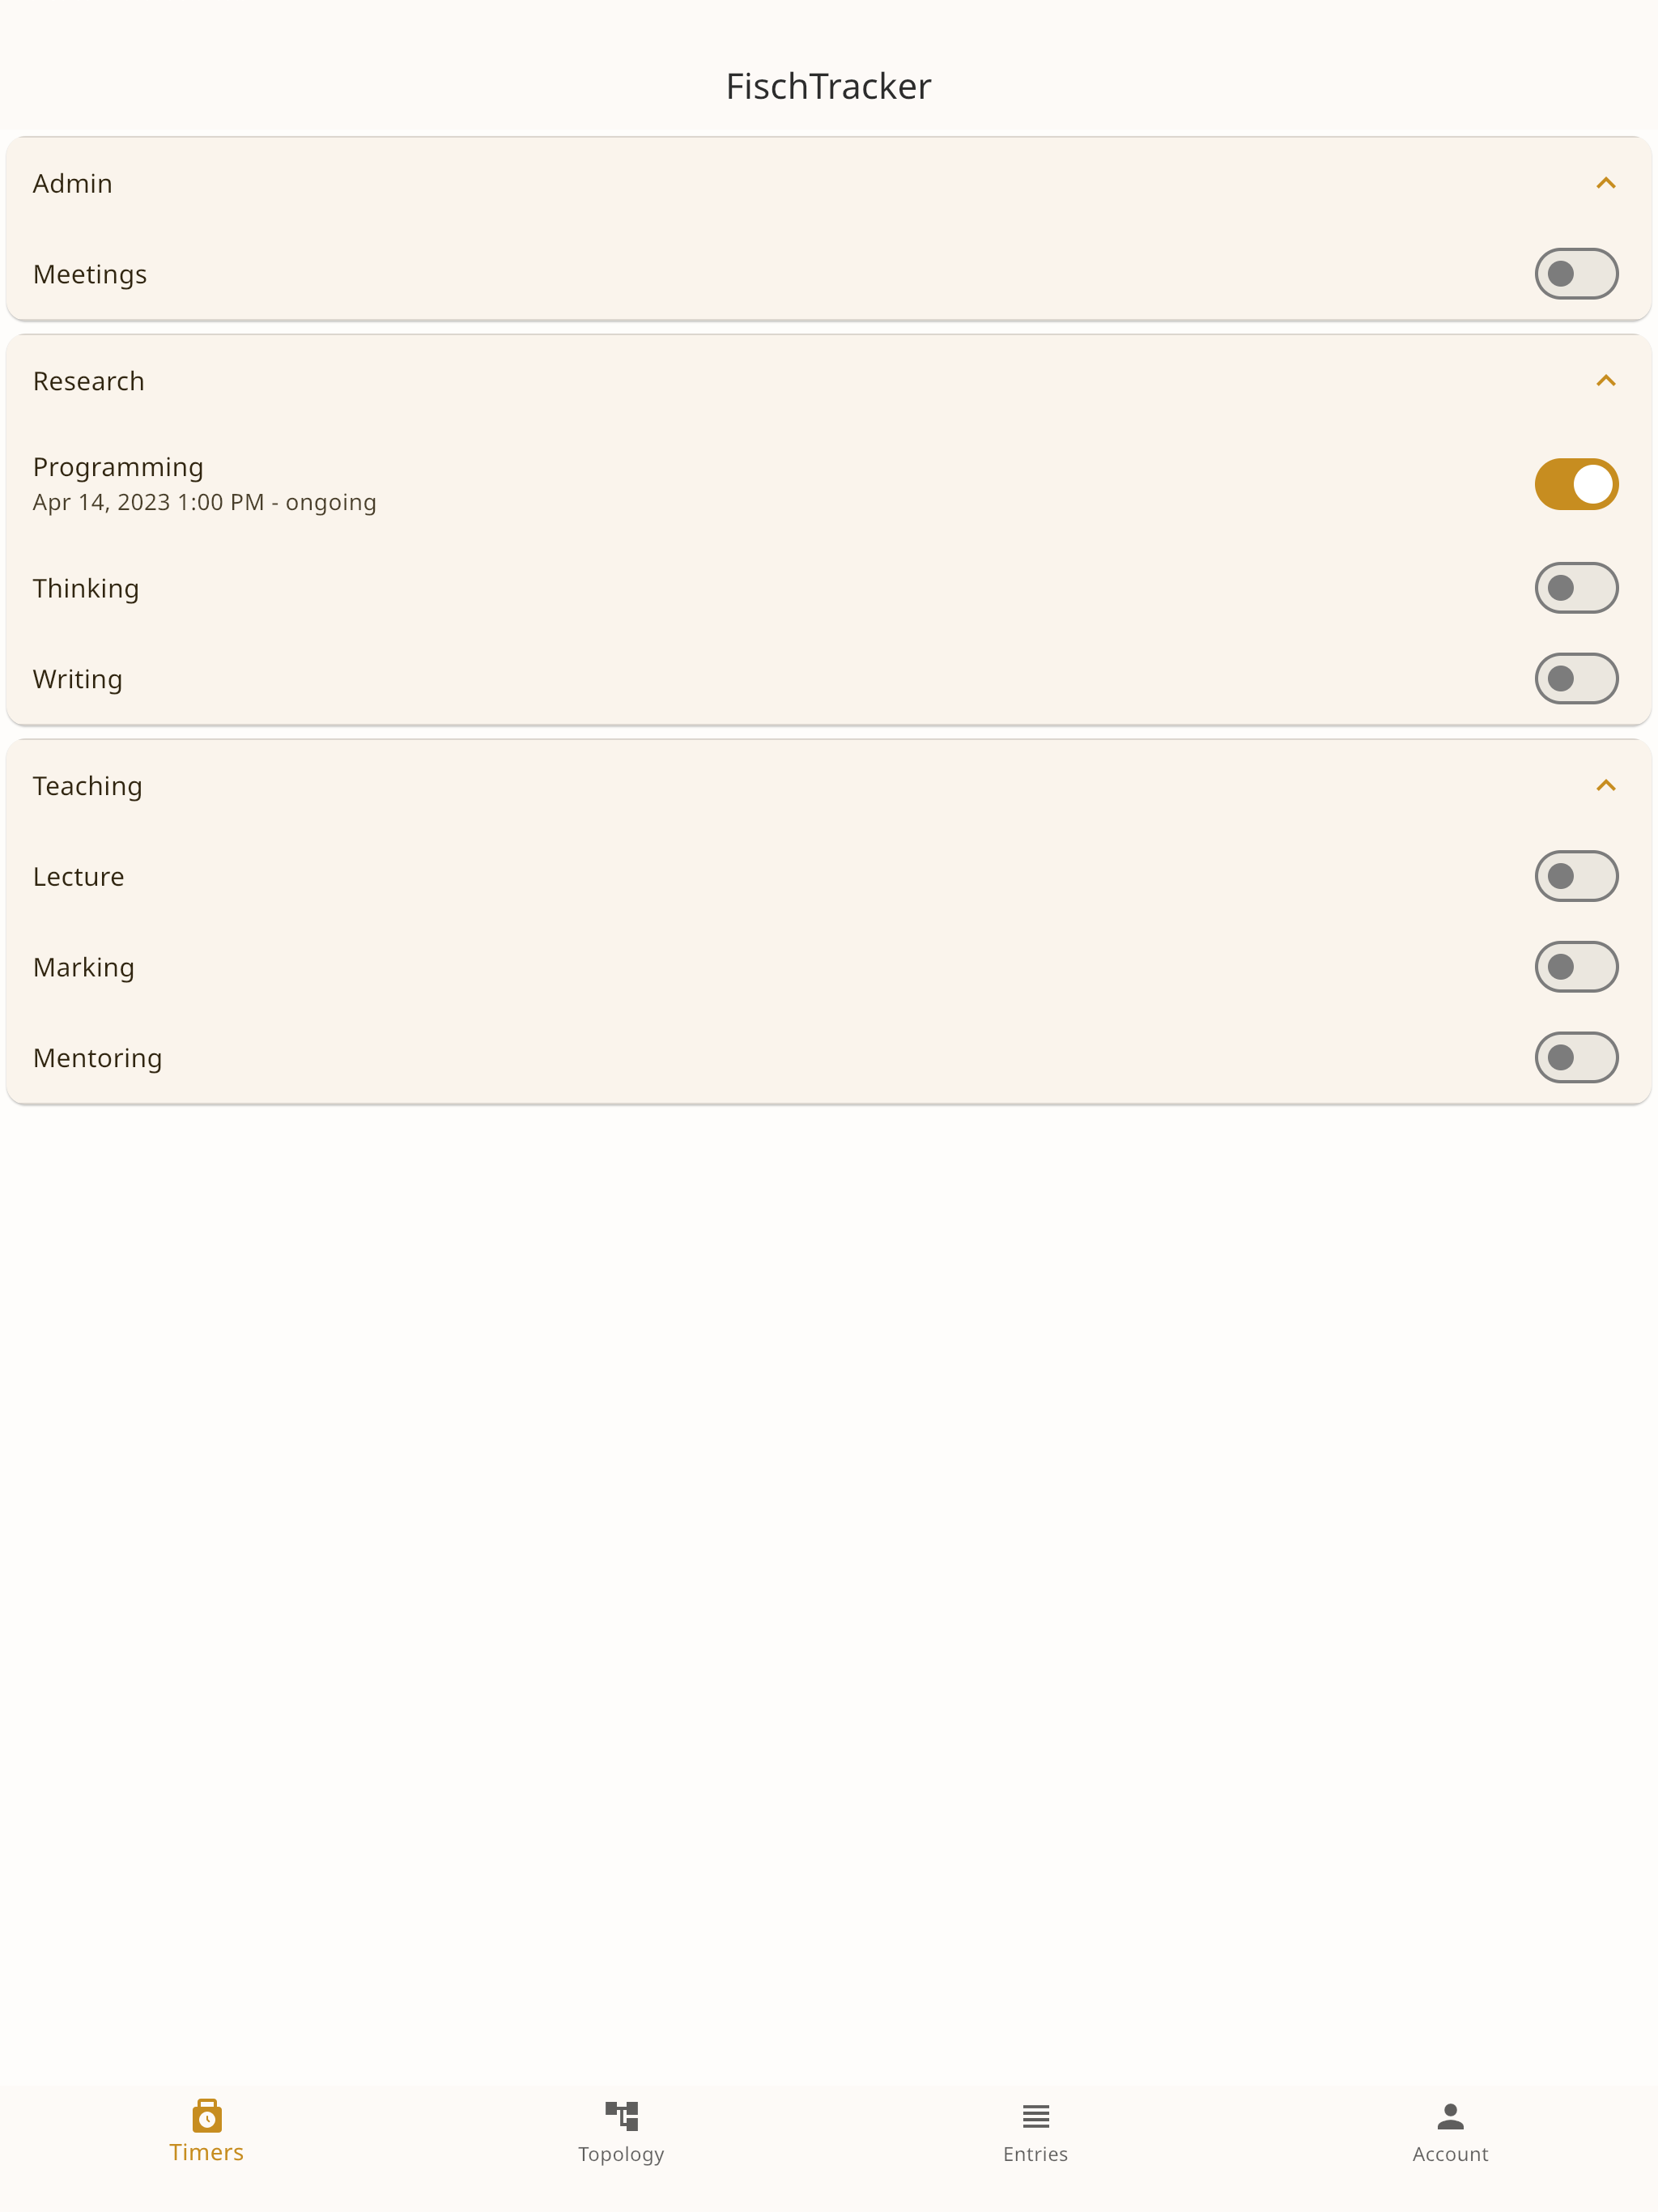 FischTracker
Admin
Meetings
Research
Programming
Apr 14, 2023 1:00 PM - ongoing
Thinking
Writing
Teaching
Lecture
Marking
Mentoring
Timers
Topology
Entries
Account